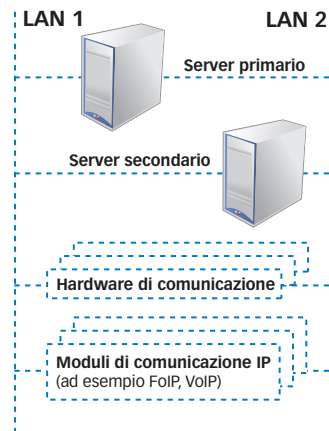 LAN 1
LAN 2
Server primario
Server secondario
Hardware di comunicazione
Moduli di comunicazione IP
(ad esempio FoIP, VoIP)